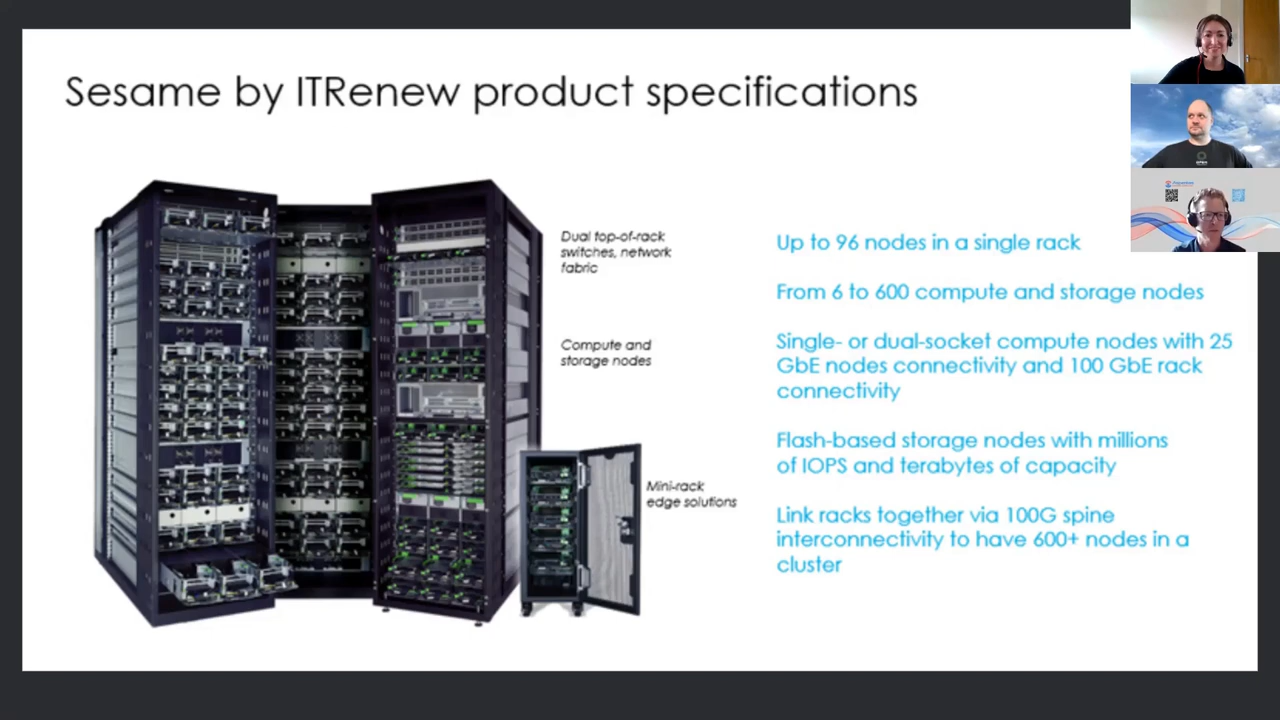 Sesame by ITRenew product specifications
Dual top-of-rack
switches, network
fabric
Compute and
storage nodes
Mini-rack
edge solutions
Up to 96 nodes in a single rack
From 6 to 600 compute and storage nodes
Single- or dual-socket compute nodes with 25
GbE nodes connectivity and 100 GbE rack
connectivity
Flash-based storage nodes with millions
of IOPS and terabytes of capacity
Link racks together via 100G spine
interconnectivity to have 600+ nodes in a
cluster